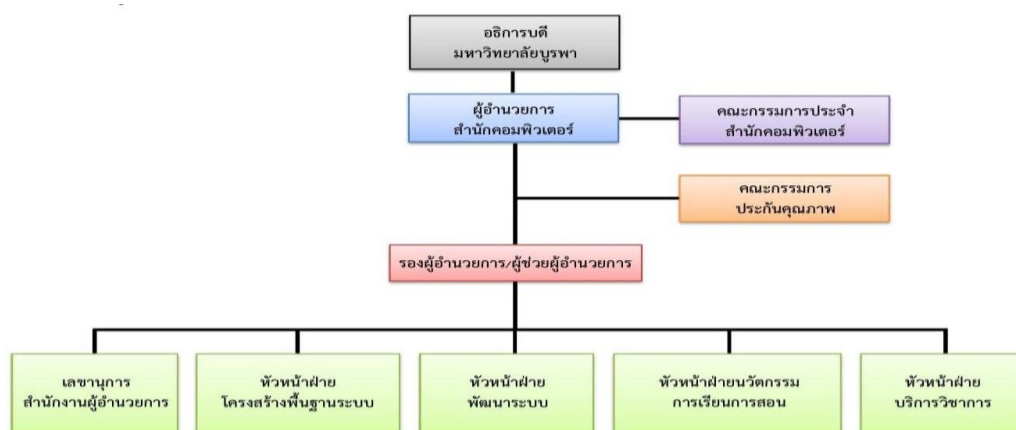 อธิการบดี
มหาวิทยาลัยบูรพา
ผู้อำนวยการ
สำนักคอมพิวเตอร์
คณะกรรมการประจำ
สำนักคอมพิวเตอร์
คณะกรรมการ
ประกันคุณภาพ
รองผู้อำนวยการ/ผู้ช่วยผู้อำนวยการ
เลขานุการ
สำนักงานผู้อำนวยการ
หัวหน้าฝ่าย
โครงสร้างพื้นฐานระบบ
หัวหน้าฝ่าย
พัฒนาระบบ
หัวหน้าฝ่ายนวัตกรรม
การเรียนการสอน
หัวหน้าฝ่าย
บริการวิชาการ